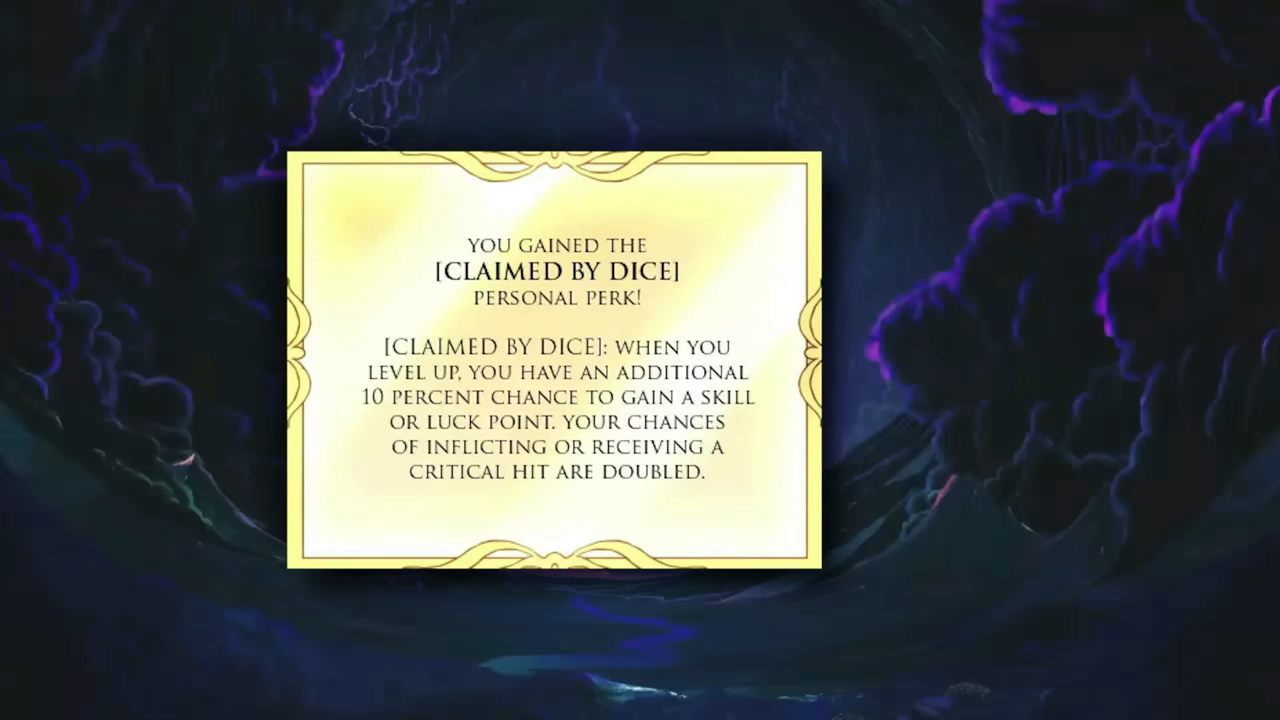 YOU GAINED THE
[CLAIMED BY DICE]
PERSONAL PERK!
[CLAIMED BY DICE]: WHEN YOU
LEVEL UP, YOU HAVE AN ADDITIONAL
10 PERCENT CHANCE TO GAIN A SKILL
OR LUCK POINT. YOUR CHANCES
OF INFLICTING OR RECEIVING A
CRITICAL HIT ARE DOUBLED.